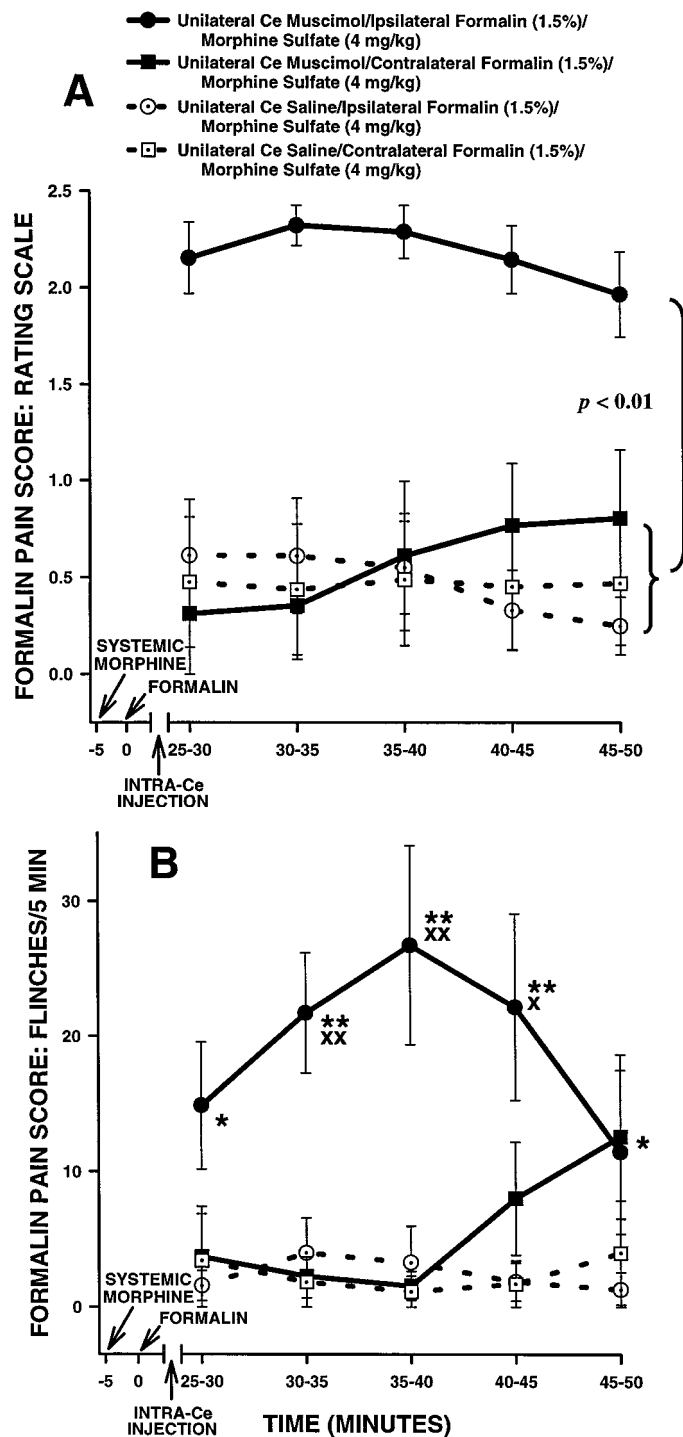 Unilateral Ce Muscimol/Ipsilateral Formalin (1.5%)/
Morphine Sulfate (4 mg/kg)
Unilateral Ce Muscimol/Contralateral Formalin (1.5%)/
Morphine Sulfate (4 mg/kg)
Unilateral Ce Saline/Ipsilateral Formalin (1.5%)/
Morphine Sulfate (4 mg/kg)
Unilateral Ce Saline/Contralateral Formalin (1.5%)/
Morphine Sulfate (4 mg/kg)
A
FORMALIN PAIN SCORE: RATING SCALE
2.5
2.0
1.5
1.0
0.5
0.0
p < 0.01
SYSTEMIC
MORPHINE
FORMALIN
-5 0 25-30 30-35 35-40 40-45 45-50
INTRA-Ce
INJECTION
B
FORMALIN PAIN SCORE: FLINCHES/5 MIN
30
20
10
0
*
**
xx
**
xx
**
x
*
SYSTEMIC
MORPHINE
FORMALIN
-5 0 25-30 30-35 35-40 40-45 45-50
INTRA-Ce
INJECTION
TIME (MINUTES)